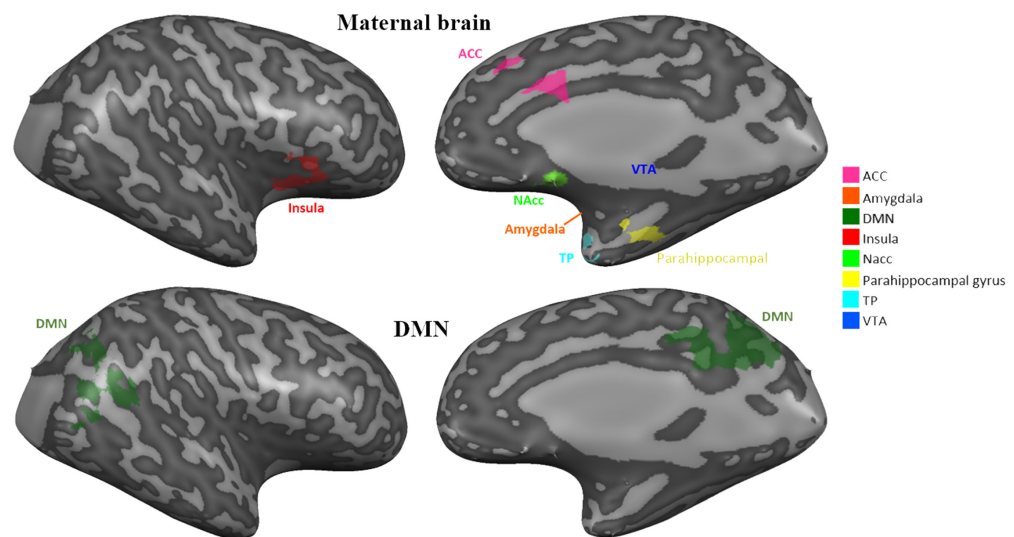 Maternal brain
ACC
VTA
Insula
NAcc
Amygdala
TP
Parahippocampal
DMN
DMN
DMN
ACC
Amygdala
DMN
Insula
Nacc
Parahippocampal gyrus
TP
VTA